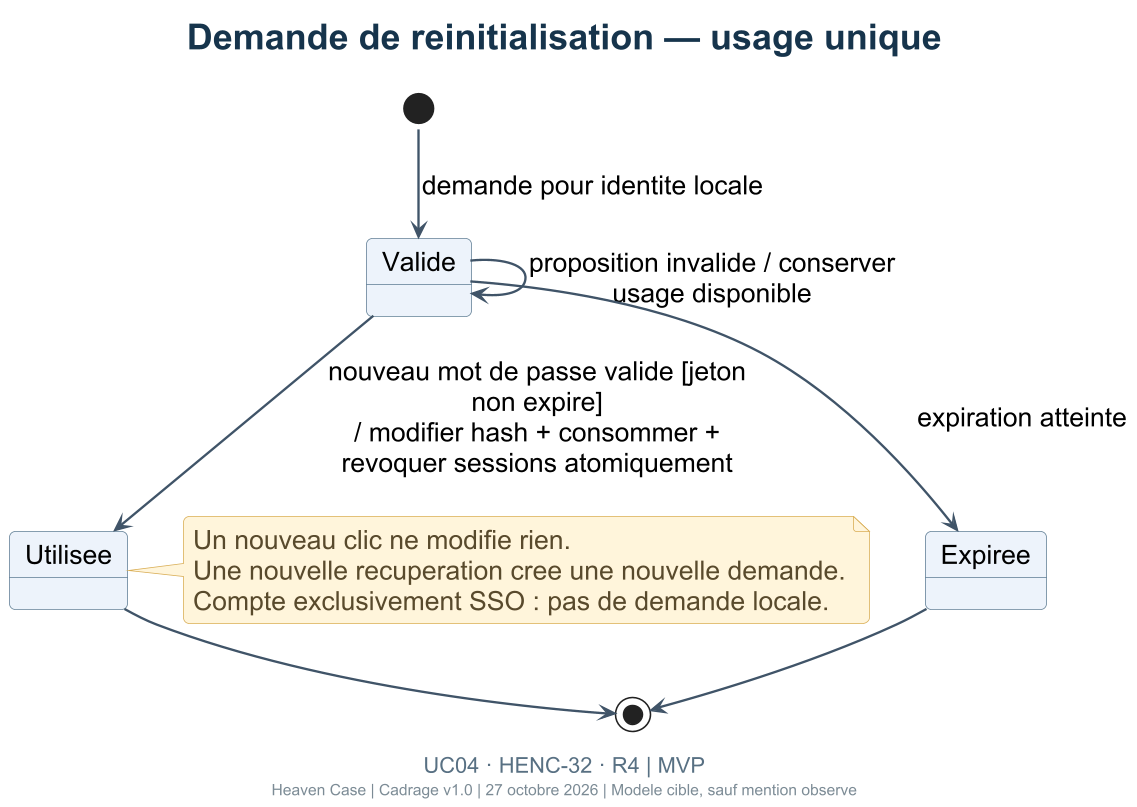 Demande de reinitialisation — usage unique
demande pour identite locale
Valide
proposition invalide / conserver
usage disponible
nouveau mot de passe valide [jeton
non expire]
/ modifier hash + consommer +
revoquer sessions atomiquement
expiration atteinte
Utilisee
Un nouveau clic ne modifie rien.
Une nouvelle recuperation cree une nouvelle demande.
Compte exclusivement SSO : pas de demande locale.
Expiree
UC04 · HENC-32 · R4 | MVP
Heaven Case | Cadrage v1.0 | 27 octobre 2026 | Modele cible, sauf mention observe